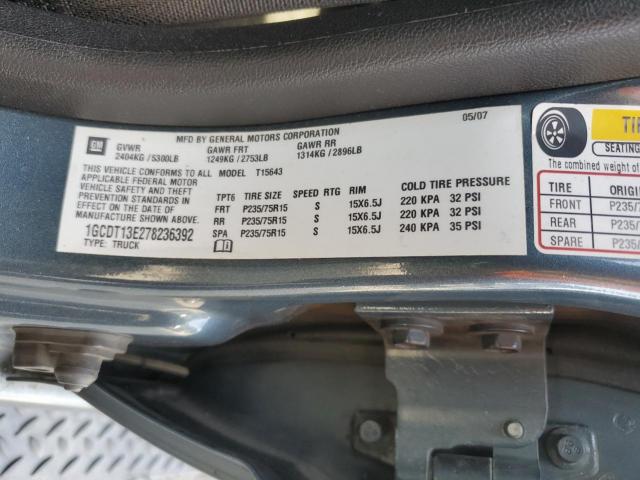 05/07
MFD BY GENERAL MOTORS CORPORATION
GM GVWR GAWR FRT GAWR RR
2404KG/5300LB 1249KG/2753LB 1314KG/2896LB
THIS VEHICLE CONFORMS TO ALL MODEL T15643
APPLICABLE FEDERAL MOTOR
VEHICLE SAFETY AND THEFT
PREVENTION STANDARDS IN
EFFECT ON THE DATE OF
MANUFACTURE SHOWN ABOVE.
1GCDT13E278236392
TYPE: TRUCK
TPT6 TIRE SIZE SPEED RTG RIM COLD TIRE PRESSURE
FRT P235/75R15 S 15X6.5J 220 KPA 32 PSI
RR P235/75R15 S 15X6.5J 220 KPA 32 PSI
SPA P235/75R15 S 15X6.5J 240 KPA 35 PSI
SEATING
The combined weight of
TIRE
FRONT P235/
REAR P235/
SPARE P235/